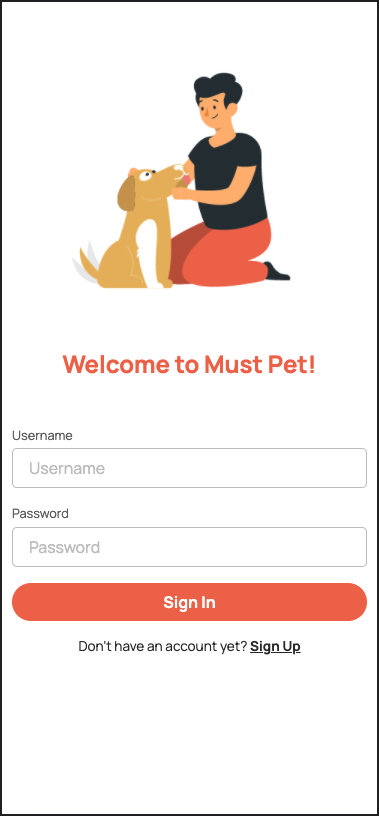 Welcome to Must Pet!
Username
Username
Password
Password
Sign In
Don't have an account yet? Sign Up